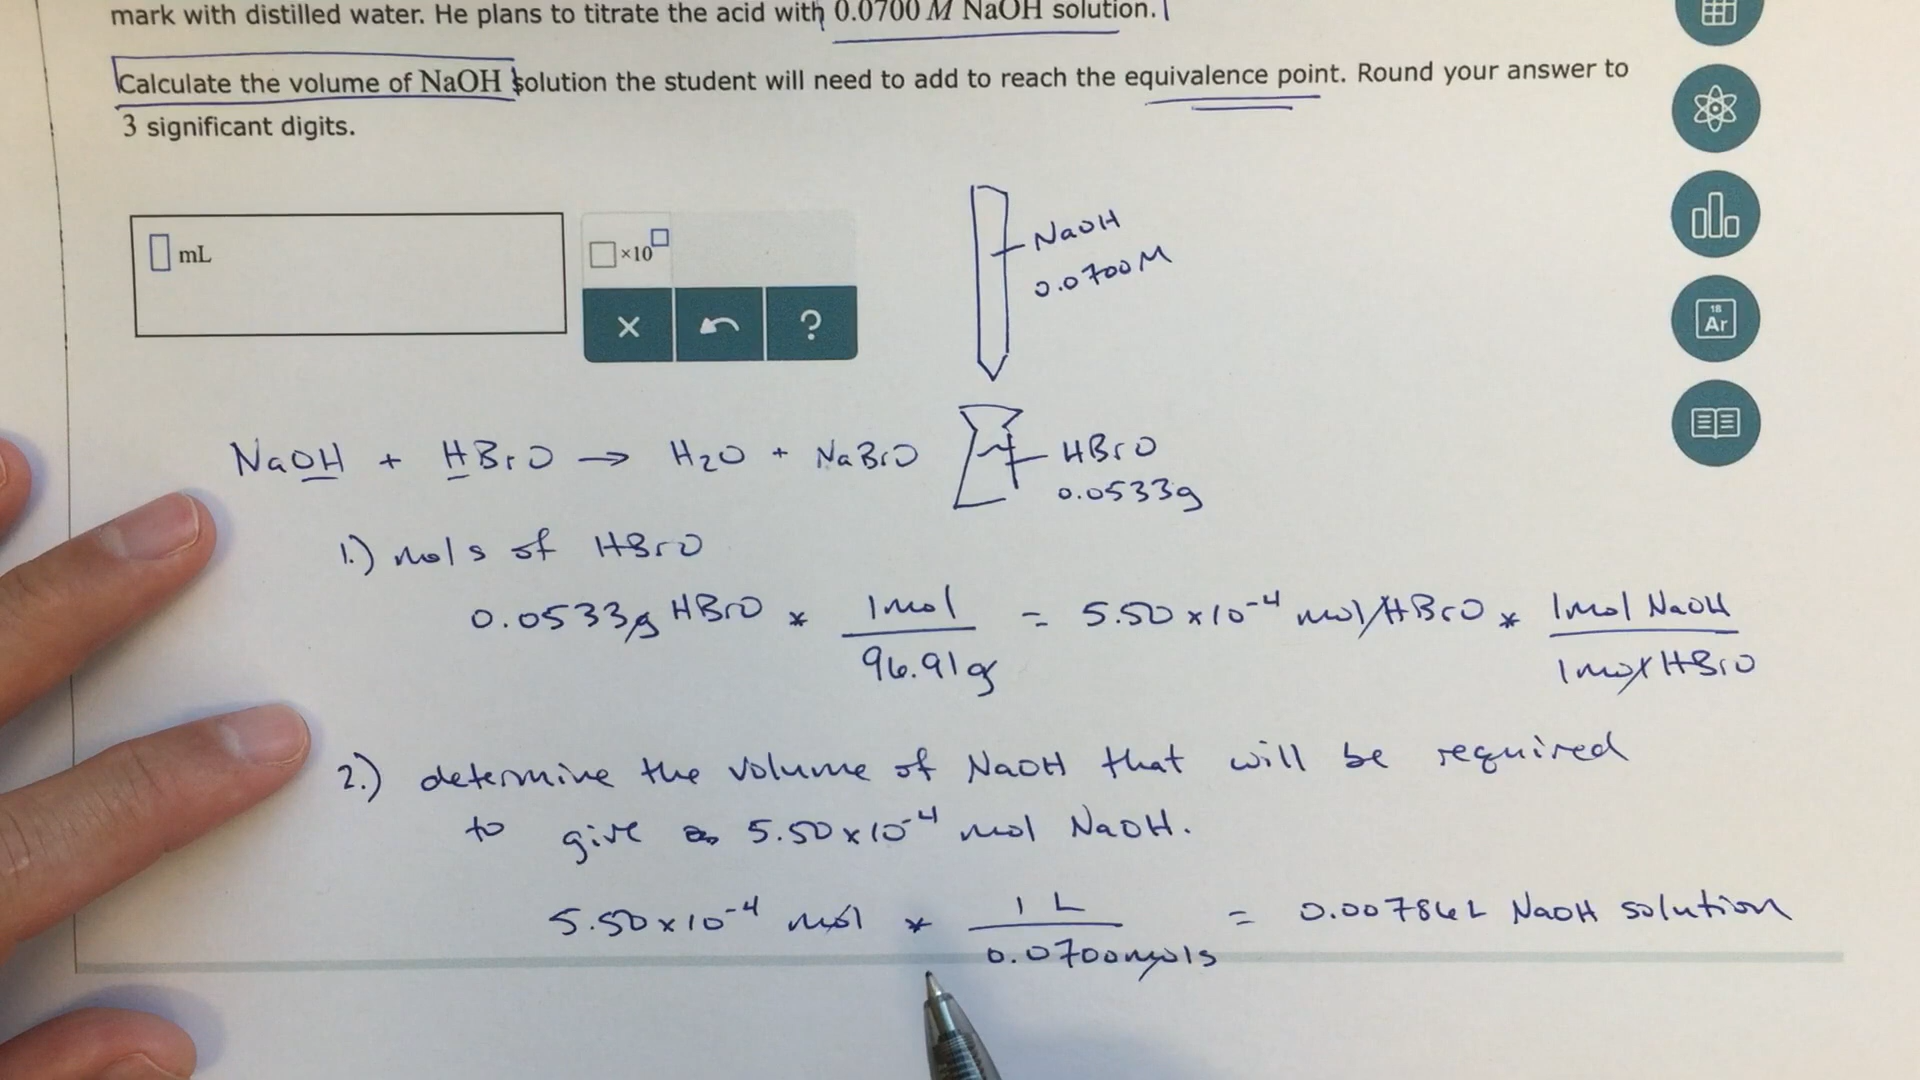 mark with distilled water. He plans to titrate the acid with 0.0700 M NaOH solution.
Calculate the volume of NaOH solution the student will need to add to reach the equivalence point. Round your answer to
3 significant digits.
mL
×10
× ?
NaOH
0.0700M
18
Ar
NaOH + HBrO → H2O + NaBrO
HBrO
0.0533g
1.) mols of HBrO
0.0533g HBrO * 1mol / 96.91g = 5.50 x 10^-4 mol HBrO * 1mol NaOH / 1mol HBrO
2.) determine the volume of NaOH that will be required
to give 5.50 x 10^-4 mol NaOH.
5.50 x 10^-4 mol * 1 L / 0.0700mols = 0.00786L NaOH solution